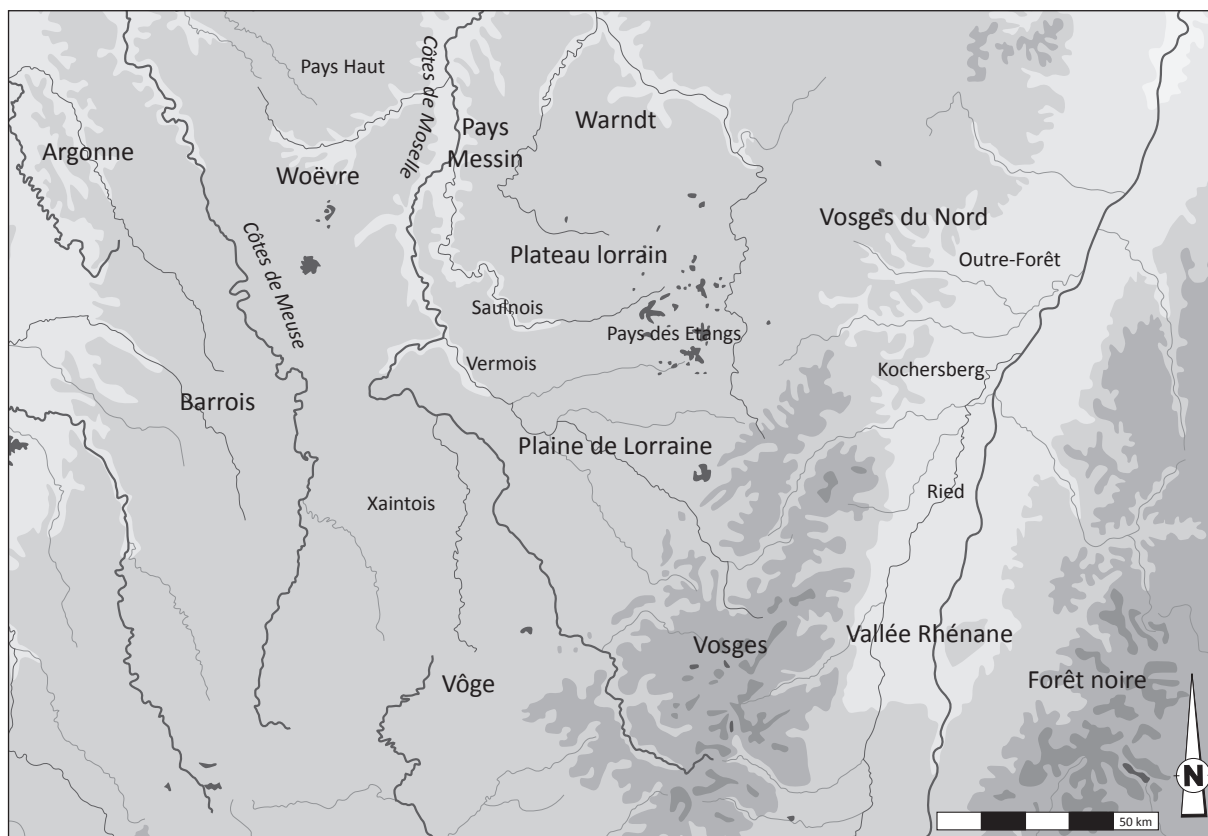 Pays Haut
Côtes de Moselle
Warndt
Pays
Messin
Argonne
Woëvre
Vosges du Nord
Côtes de Meuse
Plateau lorrain
Outre-Forêt
Saulnois
Pays des Etangs
Vermois
Kochersberg
Barrois
Plaine de Lorraine
Xaintois
Ried
Vallée Rhénane
Vosges
Vôge
Forêt noire
N
50 km